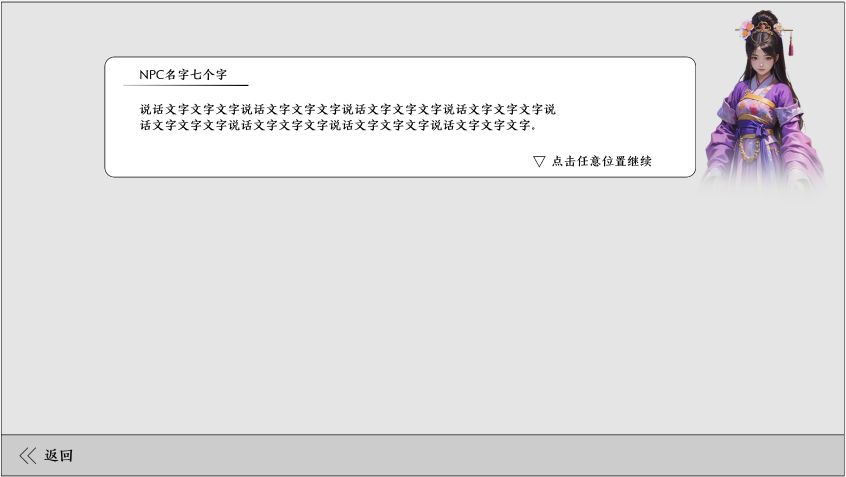 NPC名字七个字
说话文字文字文字说话文字文字文字说话文字文字文字说话文字文字文字说
话文字文字文字说话文字文字文字说话文字文字文字说话文字文字文字。
▽ 点击任意位置继续
返回